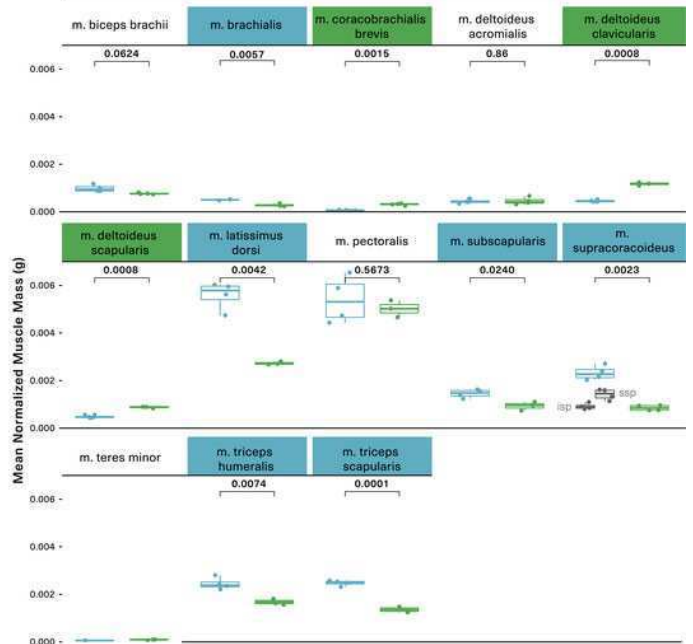 m. biceps brachii
m. brachialis
m. coracobrachialis
brevis
m. deltoideus
acromialis
m. deltoideus
clavicularis
0.0624
0.0057
0.0015
0.86
0.0008
0.006
0.004
0.002
0.000
m. deltoideus
scapularis
m. latissimus
dorsi
m. pectoralis
m. subscapularis
m.
supracoracoideus
0.0008
0.0042
0.5673
0.0240
0.0023
0.006
0.004
0.002
0.000
isp
ssp
Mean Normalized Muscle Mass (g)
m. teres minor
m. triceps
humeralis
m. triceps
scapularis
0.0074
0.0001
0.006
0.004
0.002
0.000